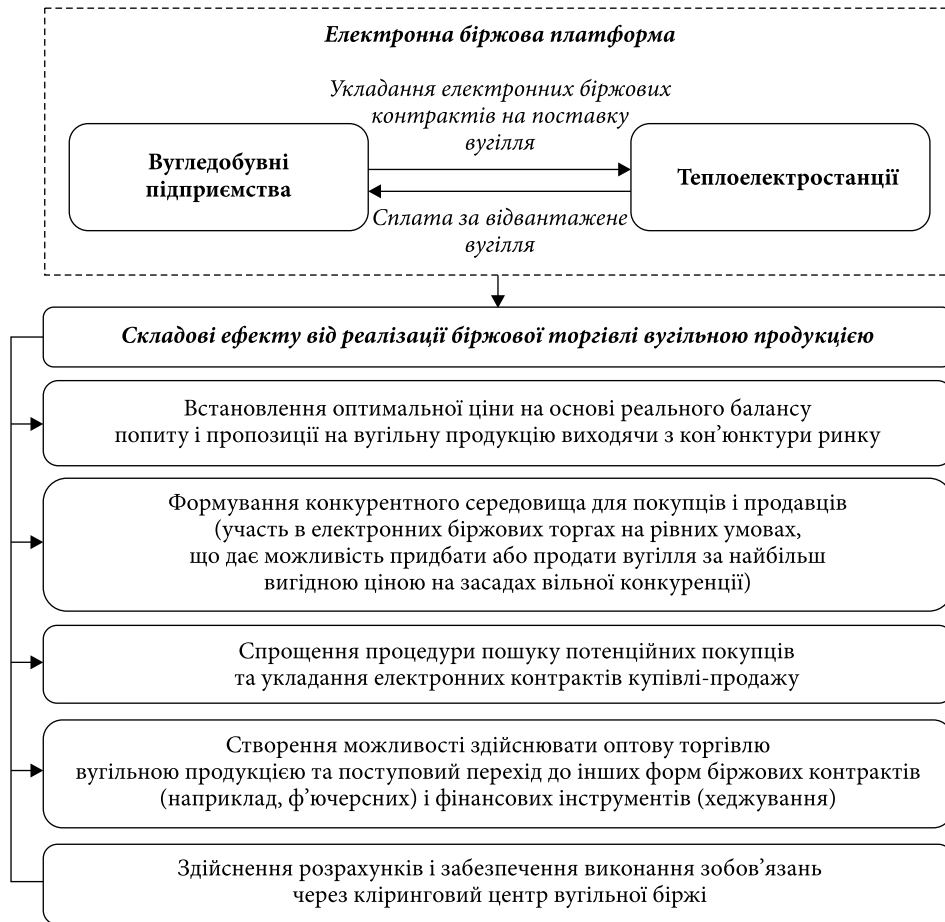 Електронна біржова платформа
Укладання електронних біржових
контрактів на поставку
вугілля
Вугледобувні
підприємства
Теплоелектростанції
Сплата за відвантажене
вугілля
Складові ефекту від реалізації біржової торгівлі вугільною продукцією
Встановлення оптимальної ціни на основі реального балансу
попиту і пропозиції на вугільну продукцію виходячи з кон’юнктури ринку
Формування конкурентного середовища для покупців і продавців
(участь в електронних біржових торгах на рівних умовах,
що дає можливість придбати або продати вугілля за найбільш
вигідною ціною на засадах вільної конкуренції)
Спрощення процедури пошуку потенційних покупців
та укладання електронних контрактів купівлі-продажу
Створення можливості здійснювати оптову торгівлю
вугільною продукцією та поступовий перехід до інших форм біржових контрактів
(наприклад, ф’ючерсних) і фінансових інструментів (хеджування)
Здійснення розрахунків і забезпечення виконання зобов’язань
через кліринговий центр вугільної біржі